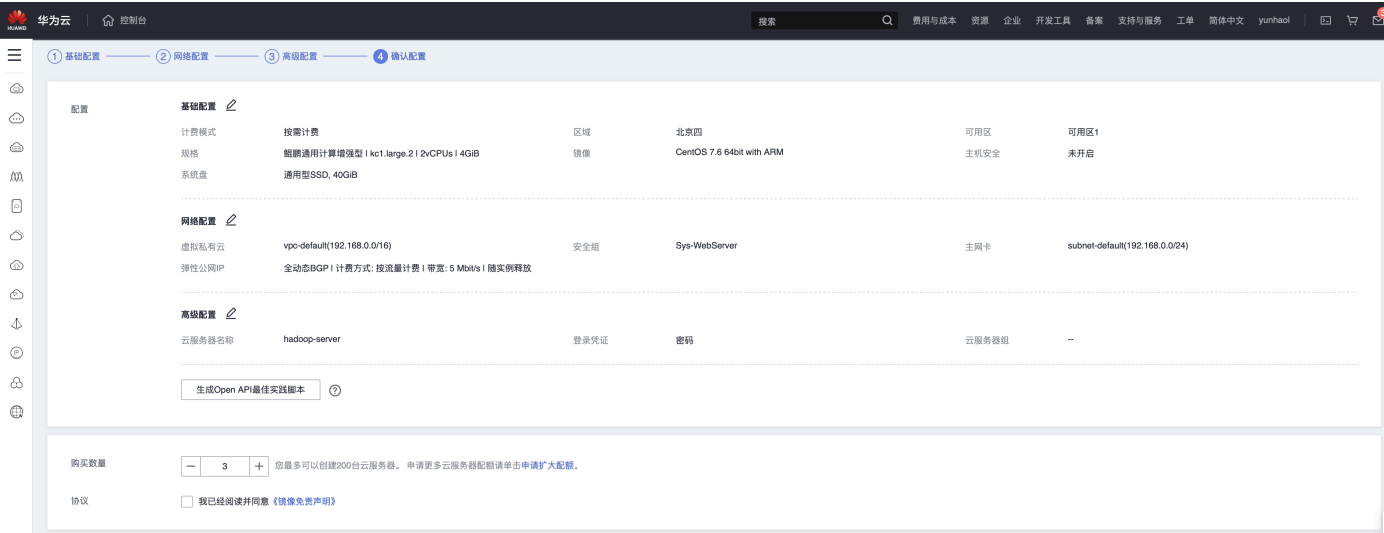 HUAWEI 华为云 控制台 搜索 费用与成本 资源 企业 开发工具 备案 支持与服务 工单 简体中文 yunhaol
1 基础配置 2 网络配置 3 高级配置 4 确认配置
配置 基础配置
计费模式 按需计费 区域 北京四 可用区 可用区1
规格 鲲鹏通用计算增强型 | kc1.large.2 | 2vCPUs | 4GiB 镜像 CentOS 7.6 64bit with ARM 主机安全 未开启
系统盘 通用型SSD, 40GiB
网络配置
虚拟私有云 vpc-default(192.168.0.0/16) 安全组 Sys-WebServer 主网卡 subnet-default(192.168.0.0/24)
弹性公网IP 全动态BGP | 计费方式: 按流量计费 | 带宽: 5 Mbit/s | 随实例释放
高级配置
云服务器名称 hadoop-server 登录凭证 密码 云服务器组 --
生成Open API最佳实践脚本 ?
购买数量 − 3 + 您最多可以创建200台云服务器。 申请更多云服务器配额请单击申请扩大配额。
协议 我已经阅读并同意《镜像免责声明》